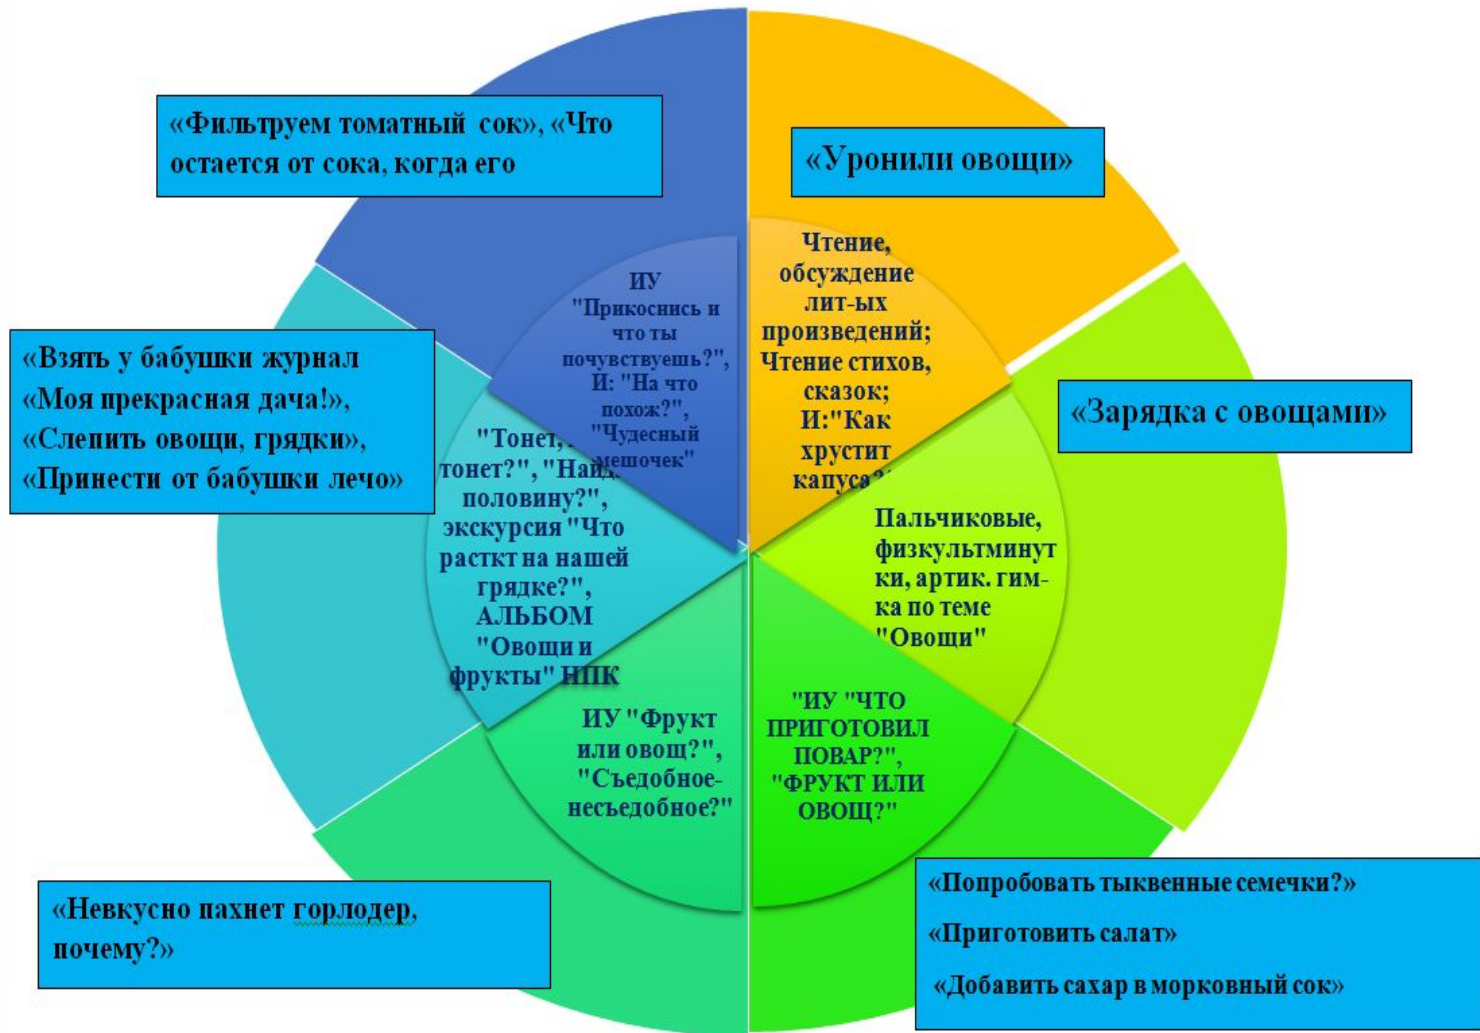 «Фильтруем томатный сок», «Что
остается от сока, когда его
«Уронили овощи»
Чтение,
обсуждение
лит-ых
произведений;
Чтение стихов,
сказок;
И:"Как
хрустит
капуса?"
ИУ
"Прикоснись и
что ты
почувствуешь?",
И: "На что
похож?",
"Чудесный
мешочек"
«Взять у бабушки журнал
«Моя прекрасная дача!»,
«Слепить овощи, грядки»,
«Принести от бабушки лечо»
«Зарядка с овощами»
"Тонет,
тонет?",
половину?",
экскурсия "Что
расткт на нашей
грядке?",
АЛЬБОМ
"Овощи и
фрукты" НПК
Пальчиковые,
физкультминут
ки, артик. гим-
ка по теме
"Овощи"
ИУ "Фрукт
или овощ?",
"Съедобное-
несъедобное?"
"ИУ "ЧТО
ПРИГОТОВИЛ
ПОВАР?",
"ФРУКТ ИЛИ
ОВОЩ?"
«Невкусно пахнет горлодер,
почему?»
«Попробовать тыквенные семечки?»
«Приготовить салат»
«Добавить сахар в морковный сок»